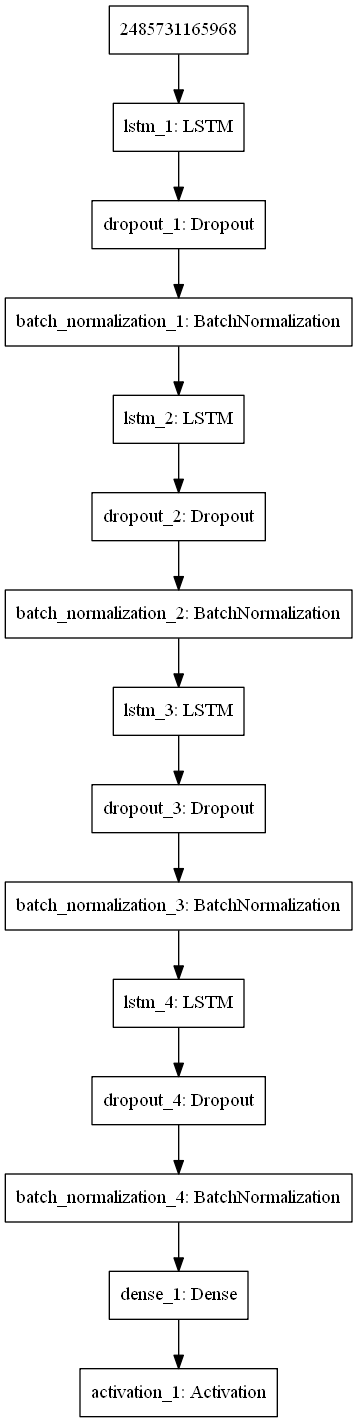 2485731165968
lstm_1: LSTM
dropout_1: Dropout
batch_normalization_1: BatchNormalization
lstm_2: LSTM
dropout_2: Dropout
batch_normalization_2: BatchNormalization
lstm_3: LSTM
dropout_3: Dropout
batch_normalization_3: BatchNormalization
lstm_4: LSTM
dropout_4: Dropout
batch_normalization_4: BatchNormalization
dense_1: Dense
activation_1: Activation